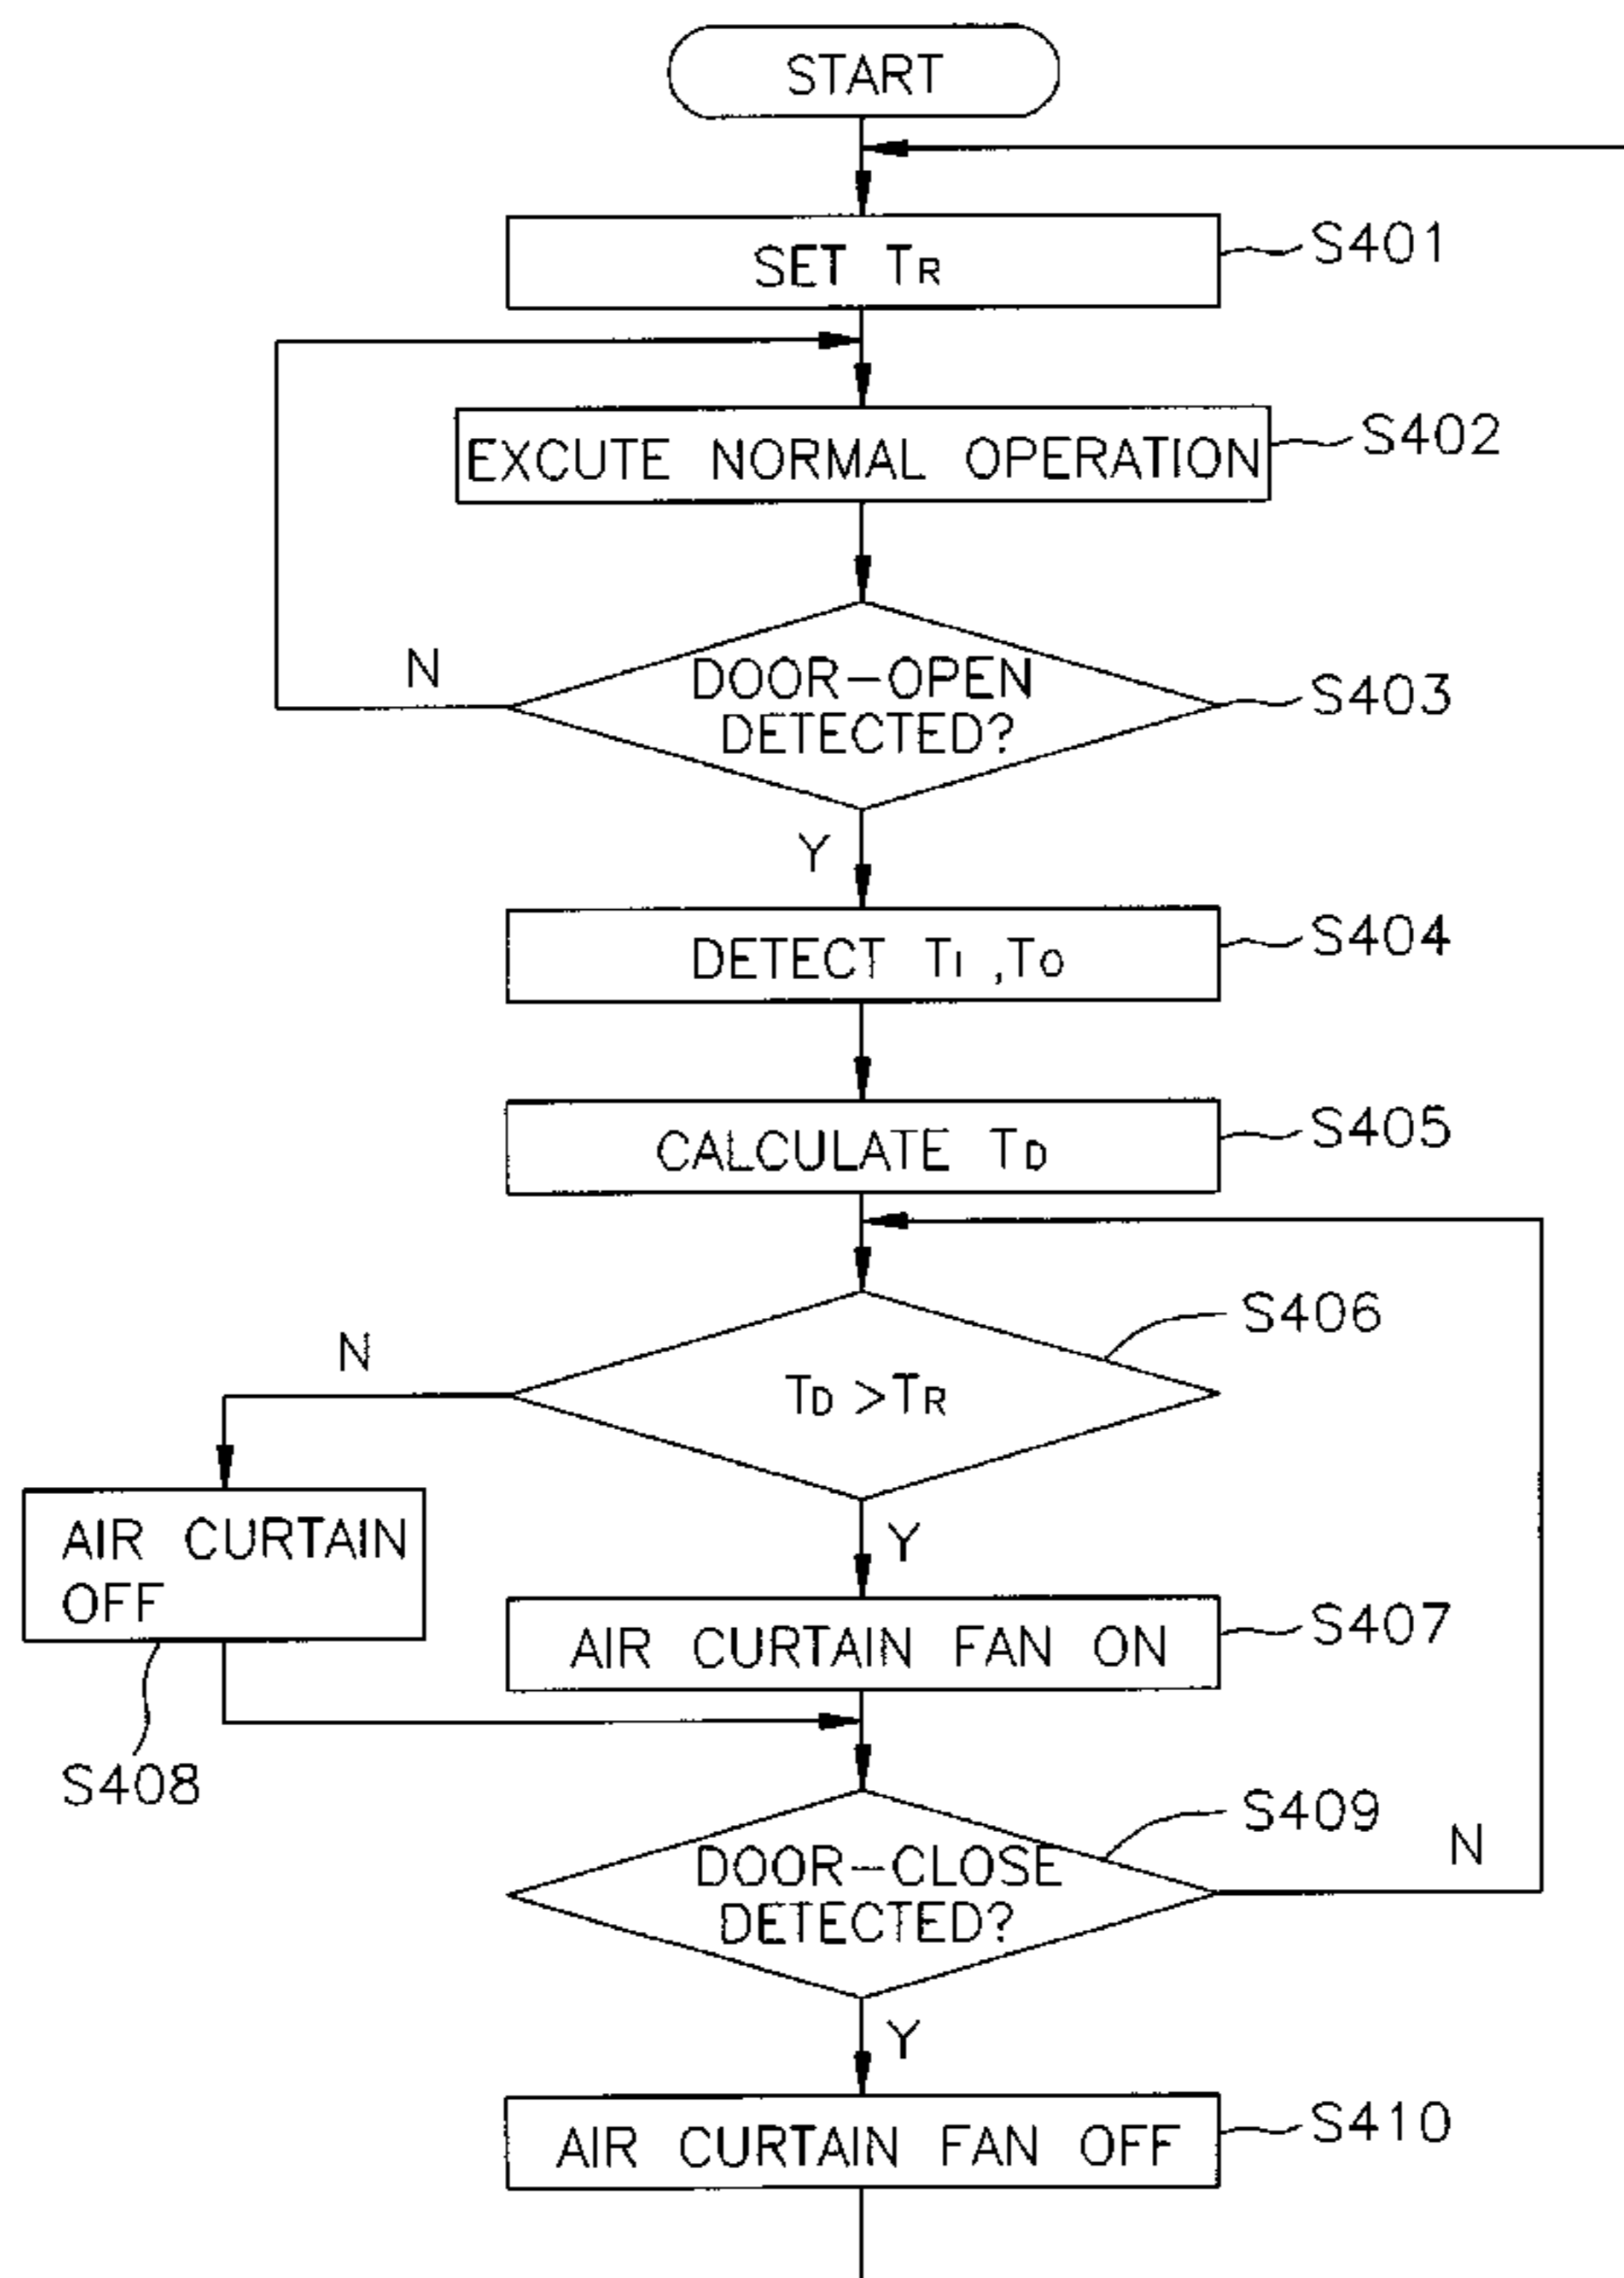 START
SET TR
S401
EXCUTE NORMAL OPERATION
S402
N
DOOR-OPEN
DETECTED?
S403
Y
DETECT TI ,TO
S404
CALCULATE TD
S405
S406
N
TD >TR
AIR CURTAIN
OFF
Y
AIR CURTAIN FAN ON
S407
S408
S409
N
DOOR-CLOSE
DETECTED?
Y
AIR CURTAIN FAN OFF
S410